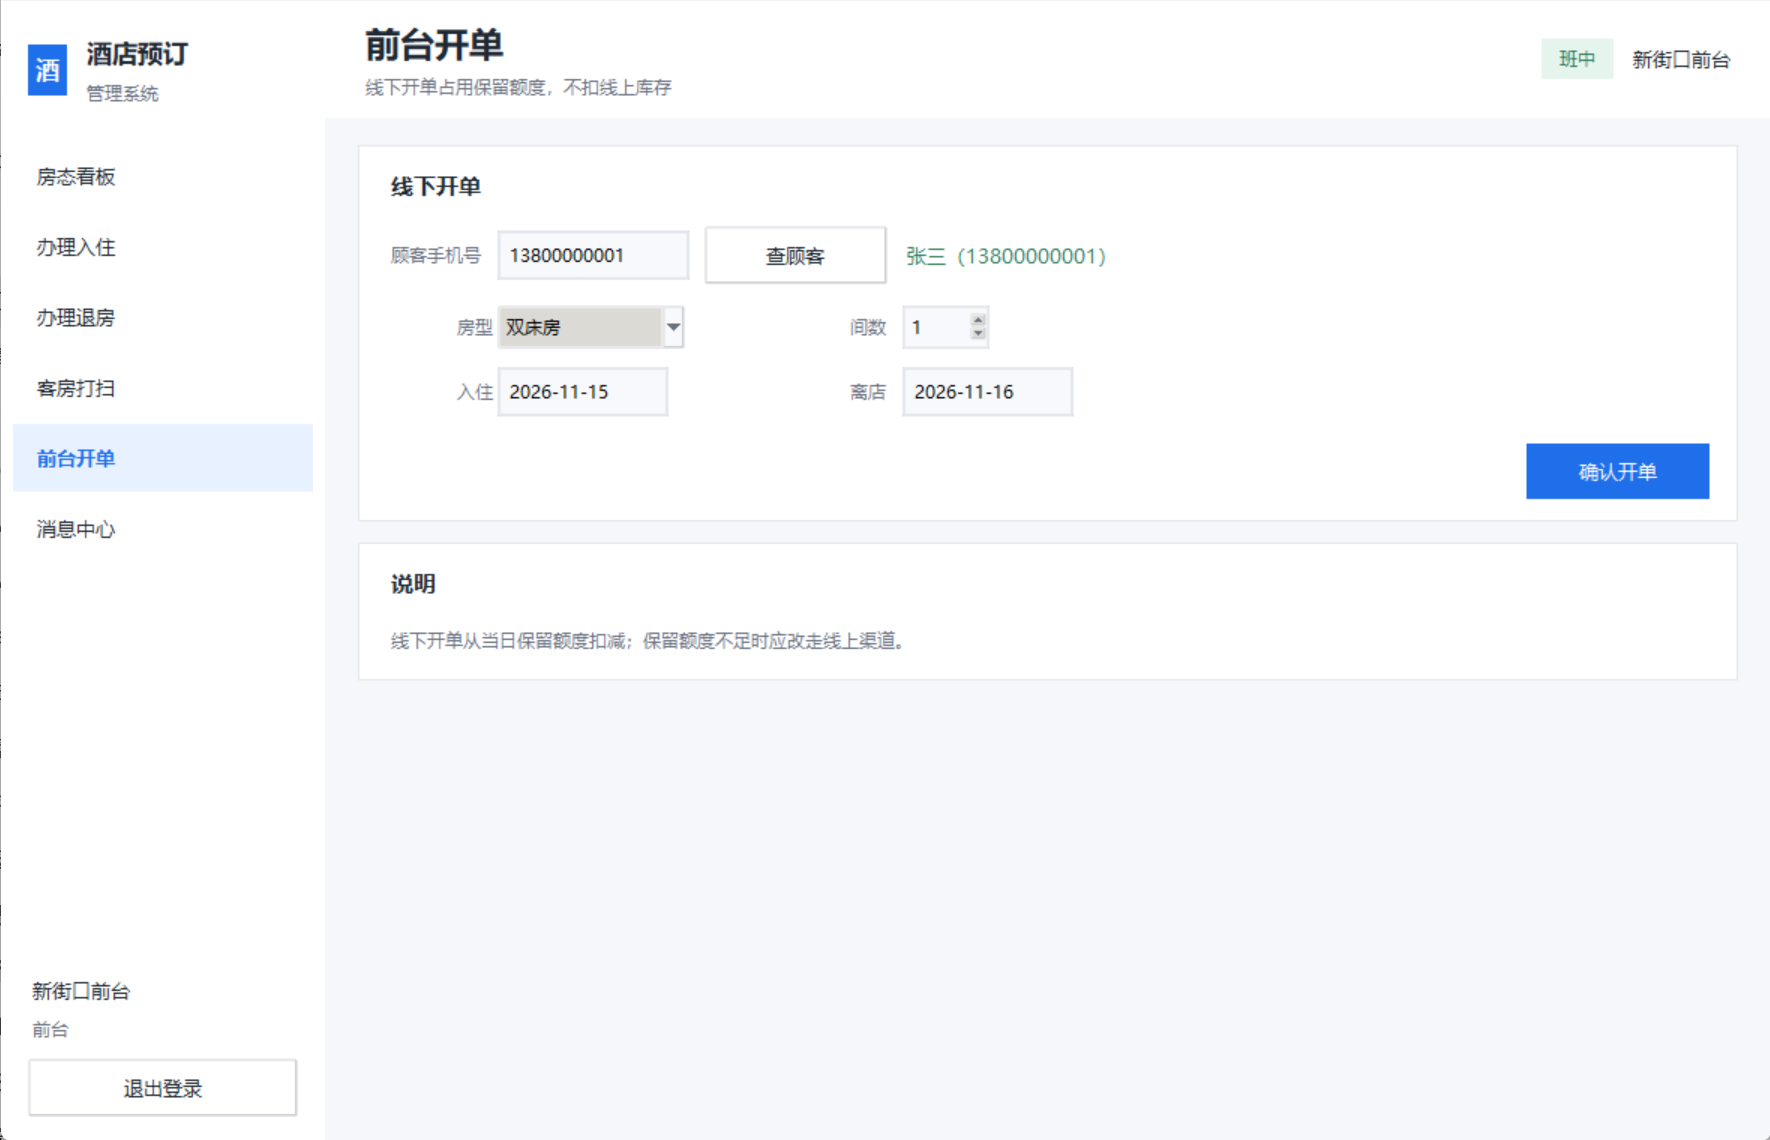 酒
酒店预订
管理系统
房态看板
办理入住
办理退房
客房打扫
前台开单
消息中心
新街口前台
前台
退出登录
前台开单
线下开单占用保留额度，不扣线上库存
班中 新街口前台
线下开单
顾客手机号 13800000001 查顾客 张三（13800000001）
房型 双床房 间数 1
入住 2026-11-15 离店 2026-11-16
确认开单
说明
线下开单从当日保留额度扣减；保留额度不足时应改走线上渠道。